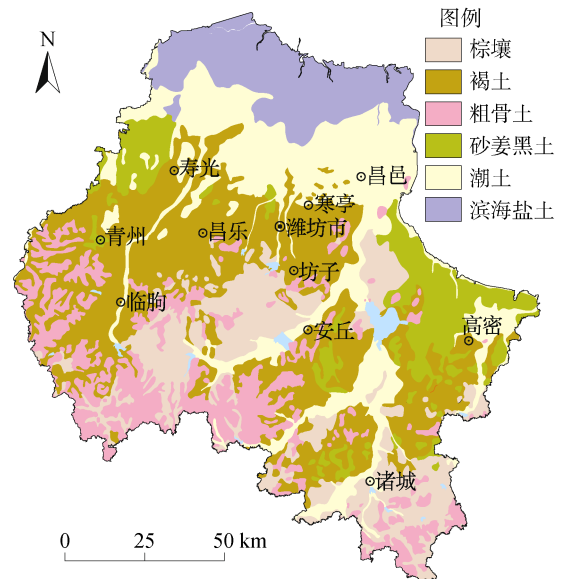 图例
N
棕壤
褐土
粗骨土
砂姜黑土
潮土
滨海盐土
寿光
昌邑
寒亭
青州
昌乐
潍坊市
坊子
临朐
安丘
高密
诸城
0 25 50 km